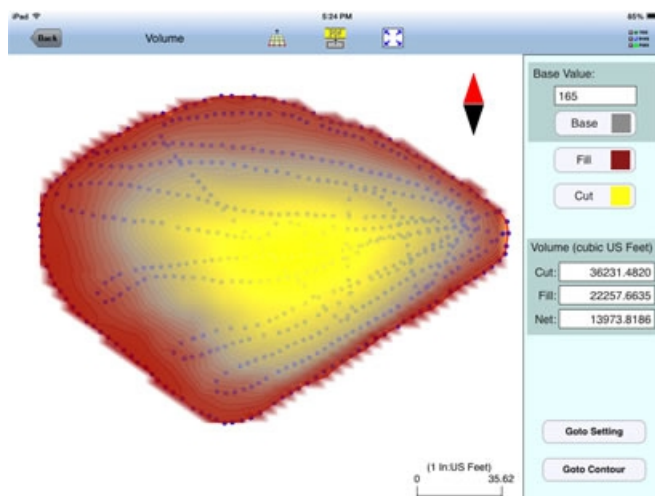 iPad
5:24 PM
85%
Back
Volume
PDF
Base Value:
165
Base
Fill
Cut
Volume (cubic US Feet)
Cut: 36231.4820
Fill: 22257.6635
Net: 13973.8186
(1 In:US Feet)
0 35.62
Goto Setting
Goto Contour